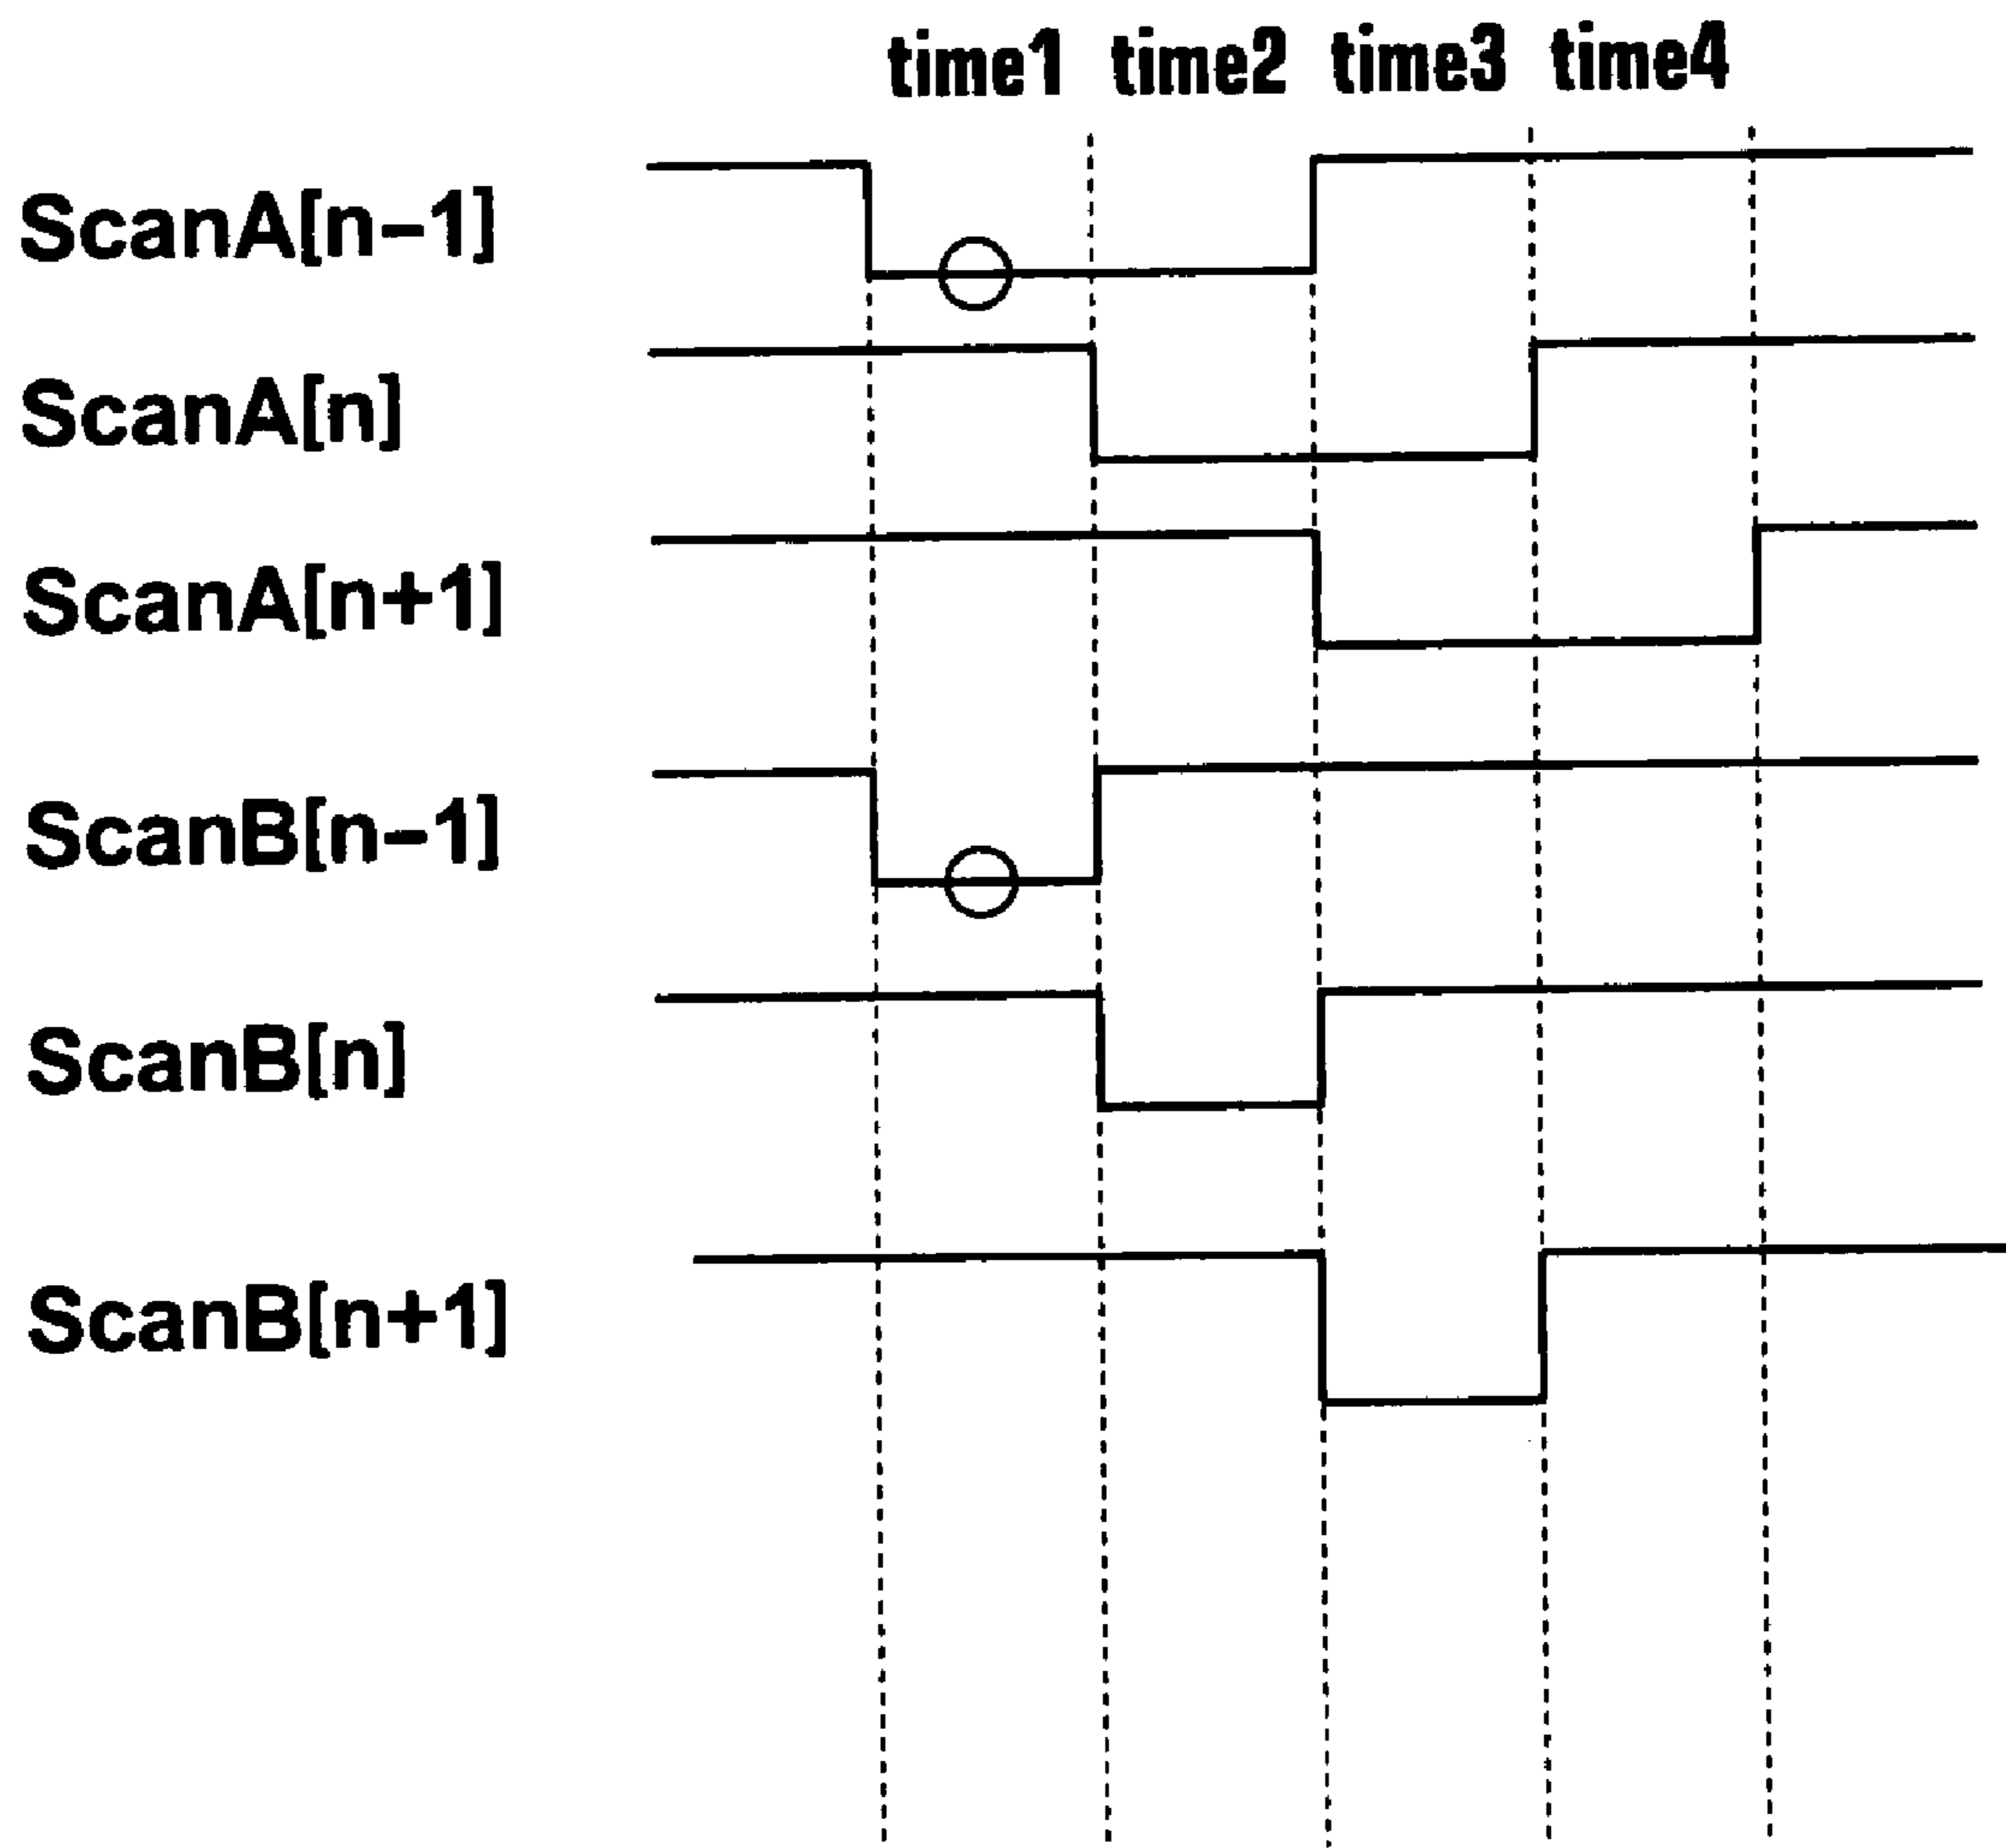 time1 time2 time3 time4
ScanA[n-1]
ScanA[n]
ScanA[n+1]
ScanB[n-1]
ScanB[n]
ScanB[n+1]